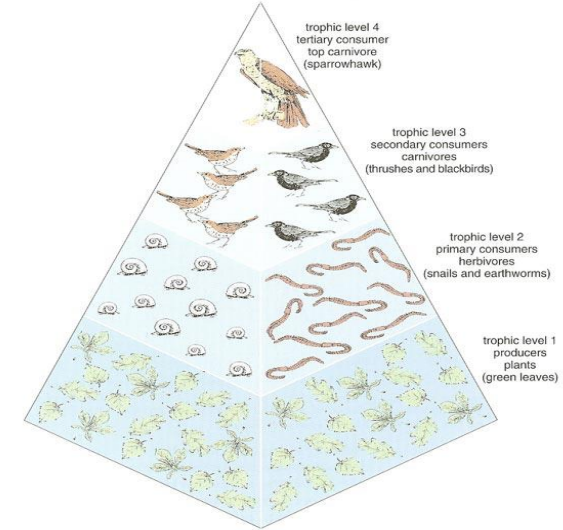 trophic level 4
tertiary consumer
top carnivore
(sparrowhawk)
trophic level 3
secondary consumers
carnivores
(thrushes and blackbirds)
trophic level 2
primary consumers
herbivores
(snails and earthworms)
trophic level 1
producers
plants
(green leaves)